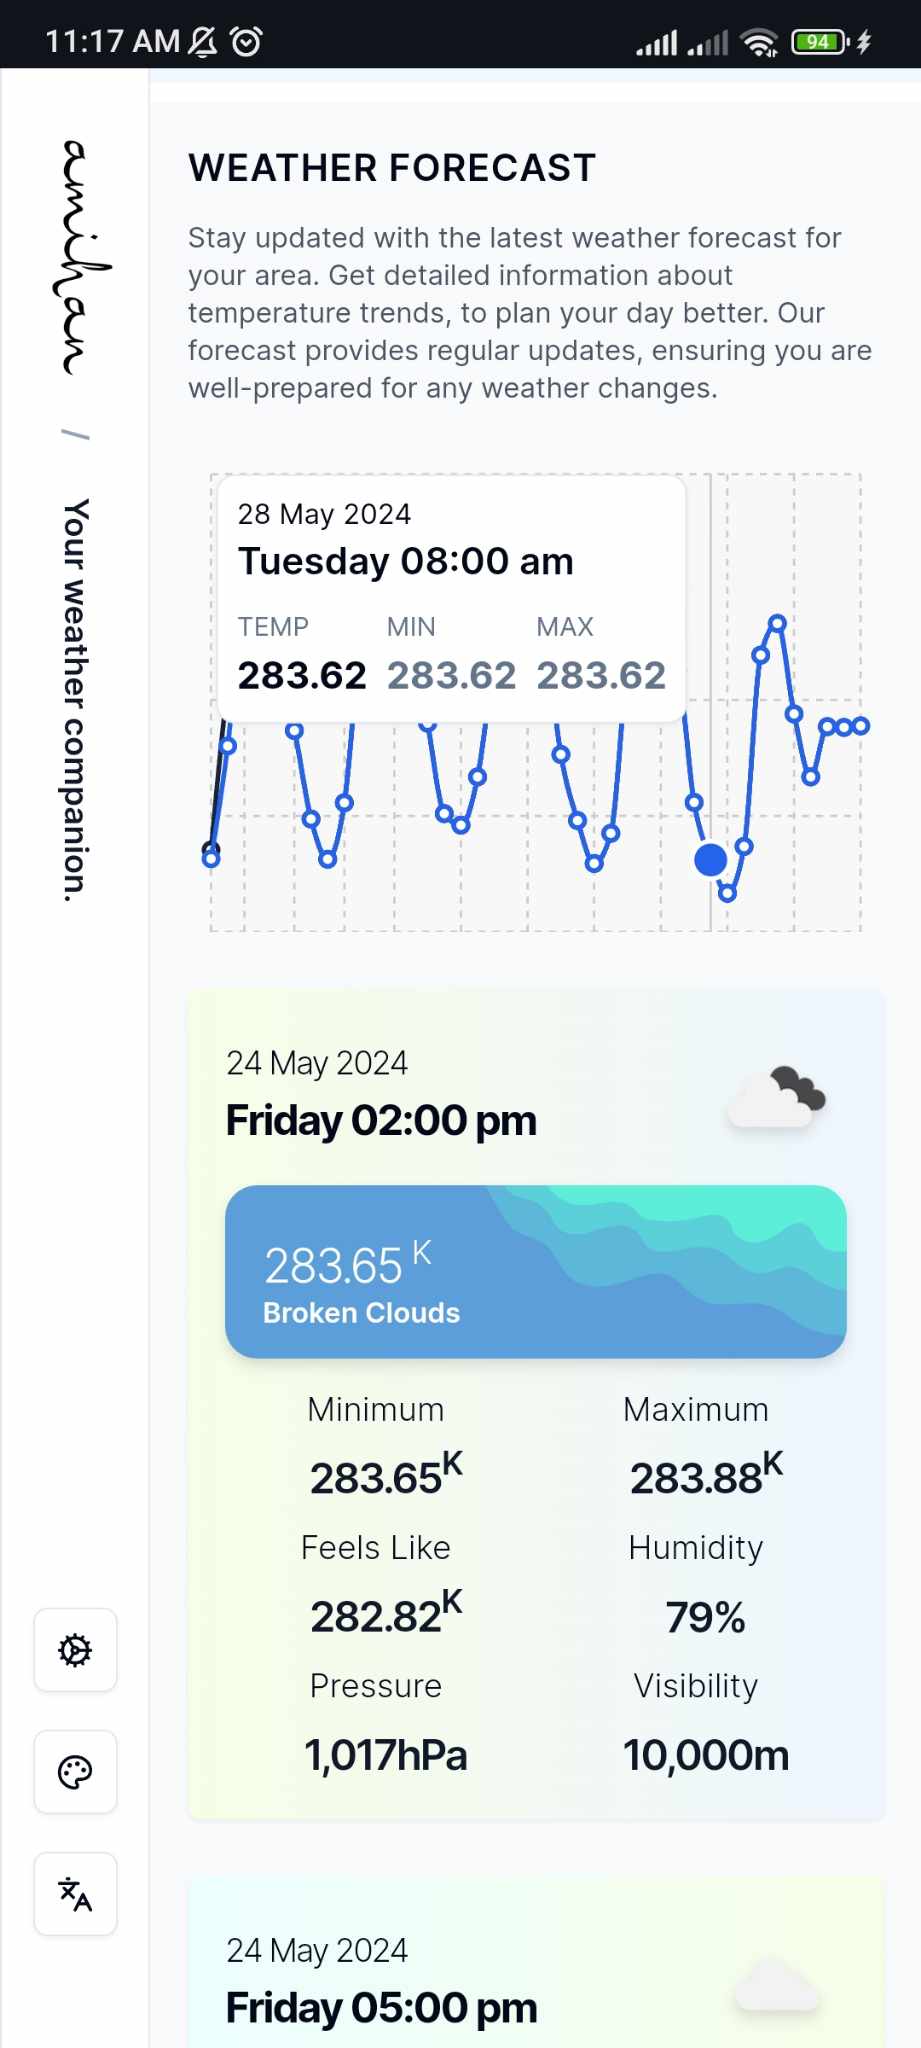 11:17 AM
94
amihan
/
Your weather companion.
WEATHER FORECAST
Stay updated with the latest weather forecast for
your area. Get detailed information about
temperature trends, to plan your day better. Our
forecast provides regular updates, ensuring you are
well-prepared for any weather changes.
28 May 2024
Tuesday 08:00 am
TEMP MIN MAX
283.62 283.62 283.62
24 May 2024
Friday 02:00 pm
283.65 K
Broken Clouds
Minimum Maximum
283.65K 283.88K
Feels Like Humidity
282.82K 79%
Pressure Visibility
1,017hPa 10,000m
24 May 2024
Friday 05:00 pm